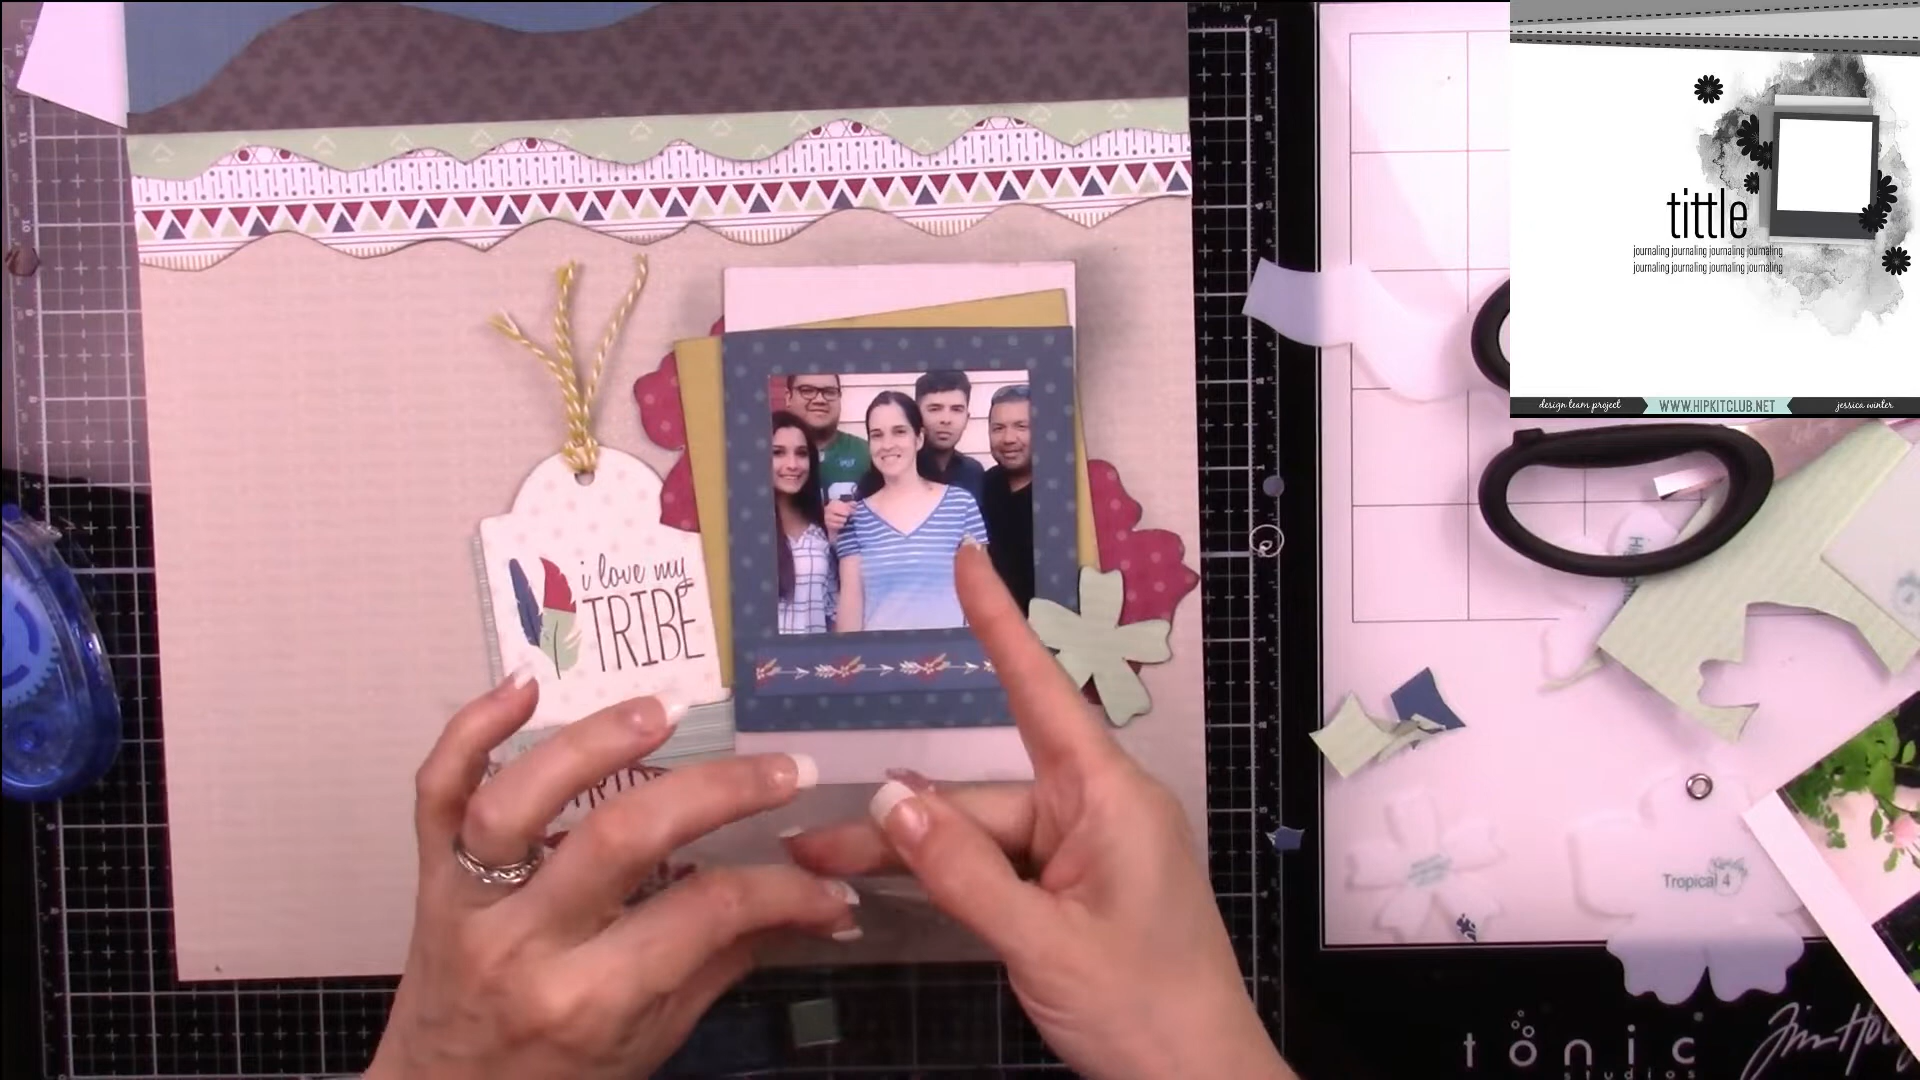 i love my
TRIBE
tittle
journaling journaling journaling journaling
journaling journaling journaling journaling
design team project
WWW.HIPKITCLUB.NET
jessica winter
Tropical 4
tonic
studios